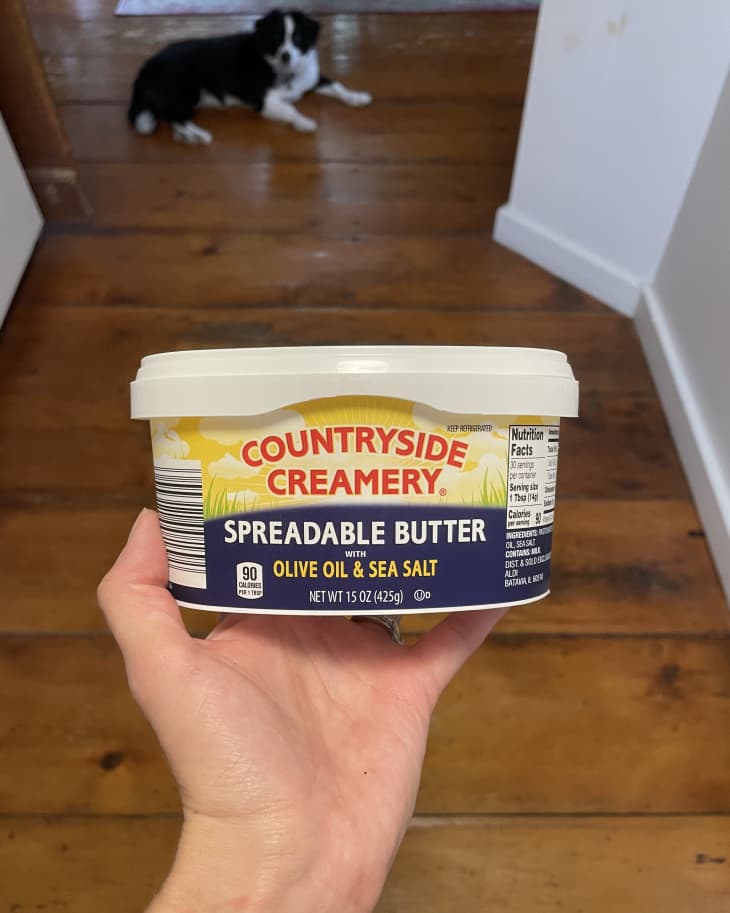 KEEP REFRIGERATED
COUNTRYSIDE
CREAMERY®
SPREADABLE BUTTER
WITH
OLIVE OIL & SEA SALT
90
CALORIES
PER 1 TBSP
NET WT 15 OZ (425g) Ⓤ D
Nutrition
Facts
30 servings
per container
Serving size
1 Tbsp (14g)
Calories
per serving 90
INGREDIENTS:
OIL, SEA SALT.
CONTAINS: MILK.
DIST. & SOLD
ALDI
BATAVIA, IL